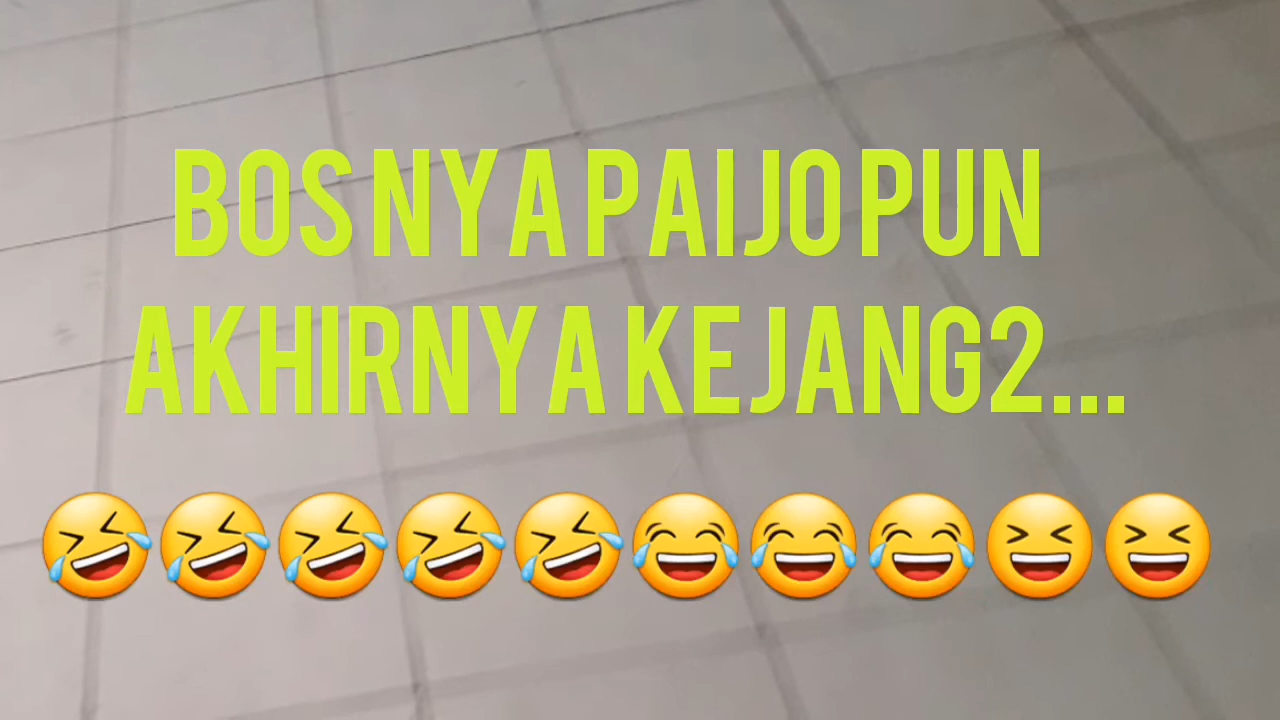 BOS NYA PAIJO PUN
AKHIRNYA KEJANG2...
🤣🤣🤣🤣🤣😂😂😂😆😆